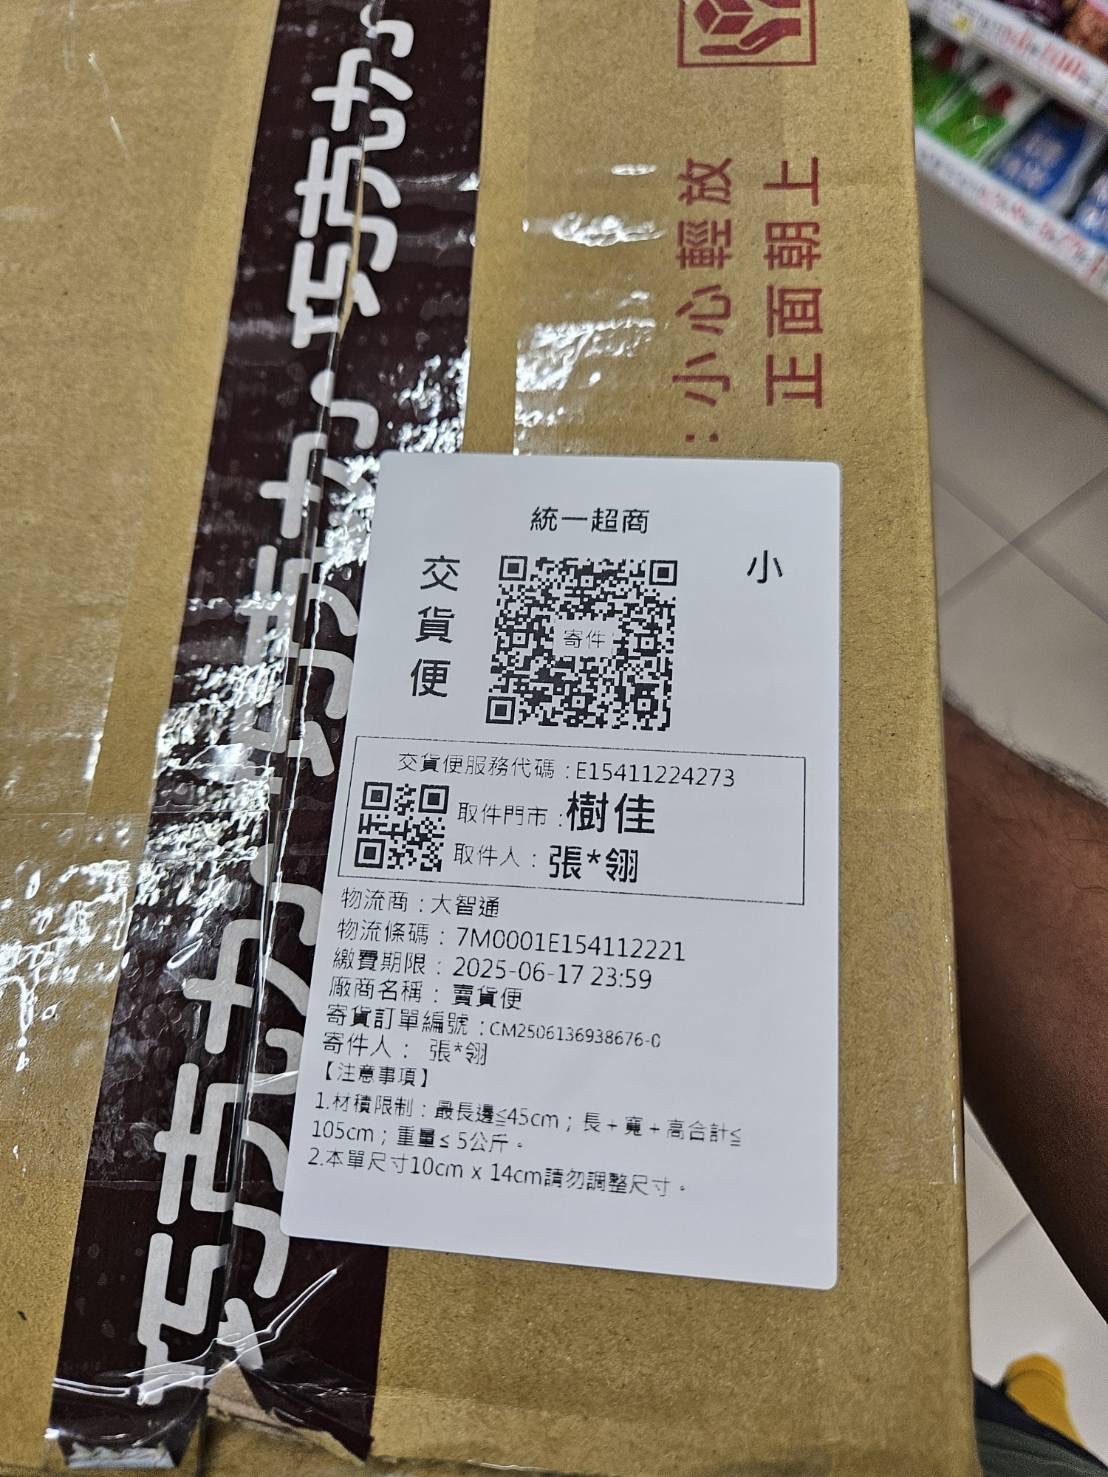 巧克力
小心輕放
正面朝上
統一超商
交貨便
小
寄件
交貨便服務代碼：E15411224273
取件門市：樹佳
取件人：張*翎
物流商：大智通
物流條碼：7M0001E154112221
繳費期限：2025-06-17 23:59
廠商名稱：賣貨便
寄貨訂單編號：CM2506136938676-0
寄件人： 張*翎
【注意事項】
1.材積限制：最長邊≦45cm；長＋寬＋高合計≦
105cm；重量≤5公斤。
2.本單尺寸10cm x 14cm請勿調整尺寸。